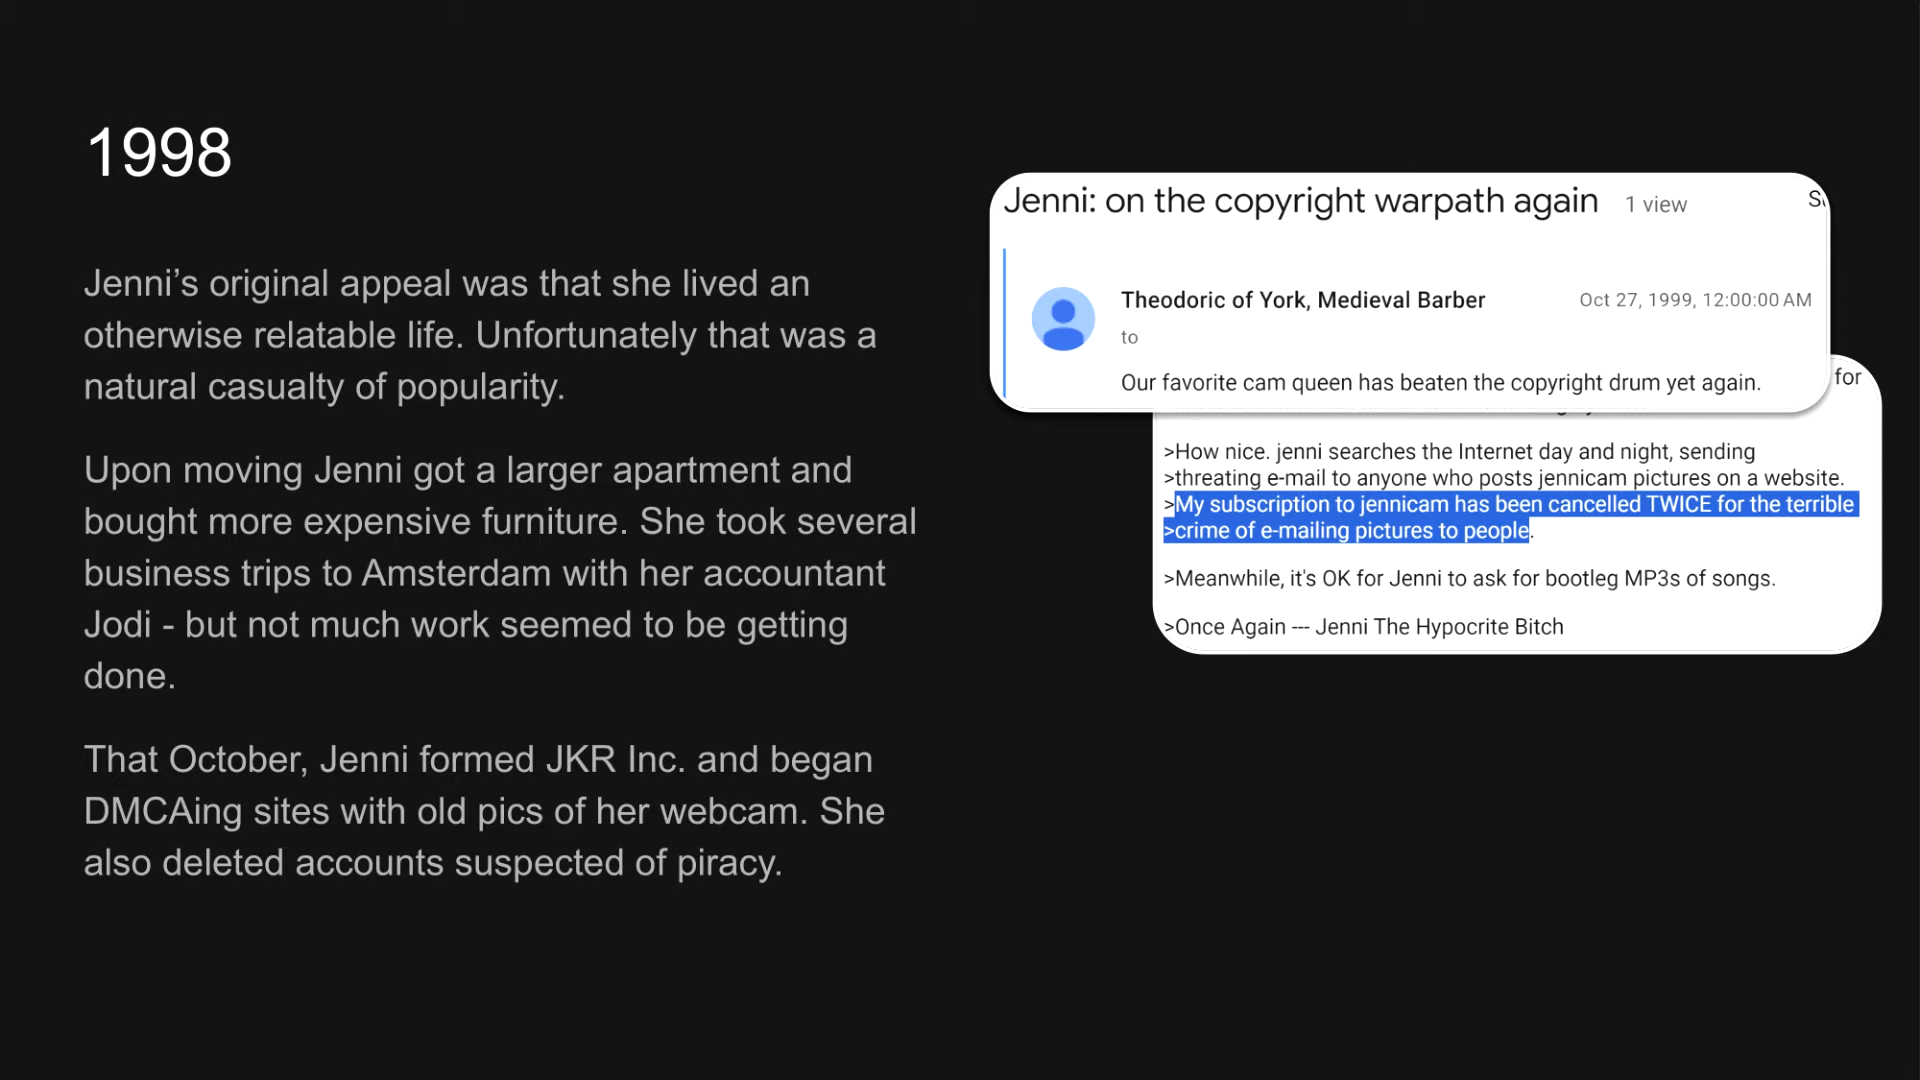 1998
Jenni’s original appeal was that she lived an
otherwise relatable life. Unfortunately that was a
natural casualty of popularity.
Upon moving Jenni got a larger apartment and
bought more expensive furniture. She took several
business trips to Amsterdam with her accountant
Jodi - but not much work seemed to be getting
done.
That October, Jenni formed JKR Inc. and began
DMCAing sites with old pics of her webcam. She
also deleted accounts suspected of piracy.
Jenni: on the copyright warpath again 1 view
Theodoric of York, Medieval Barber Oct 27, 1999, 12:00:00 AM
to
Our favorite cam queen has beaten the copyright drum yet again.
for
>How nice. jenni searches the Internet day and night, sending
>threating e-mail to anyone who posts jennicam pictures on a website.
>My subscription to jennicam has been cancelled TWICE for the terrible
>crime of e-mailing pictures to people.
>Meanwhile, it's OK for Jenni to ask for bootleg MP3s of songs.
>Once Again --- Jenni The Hypocrite Bitch